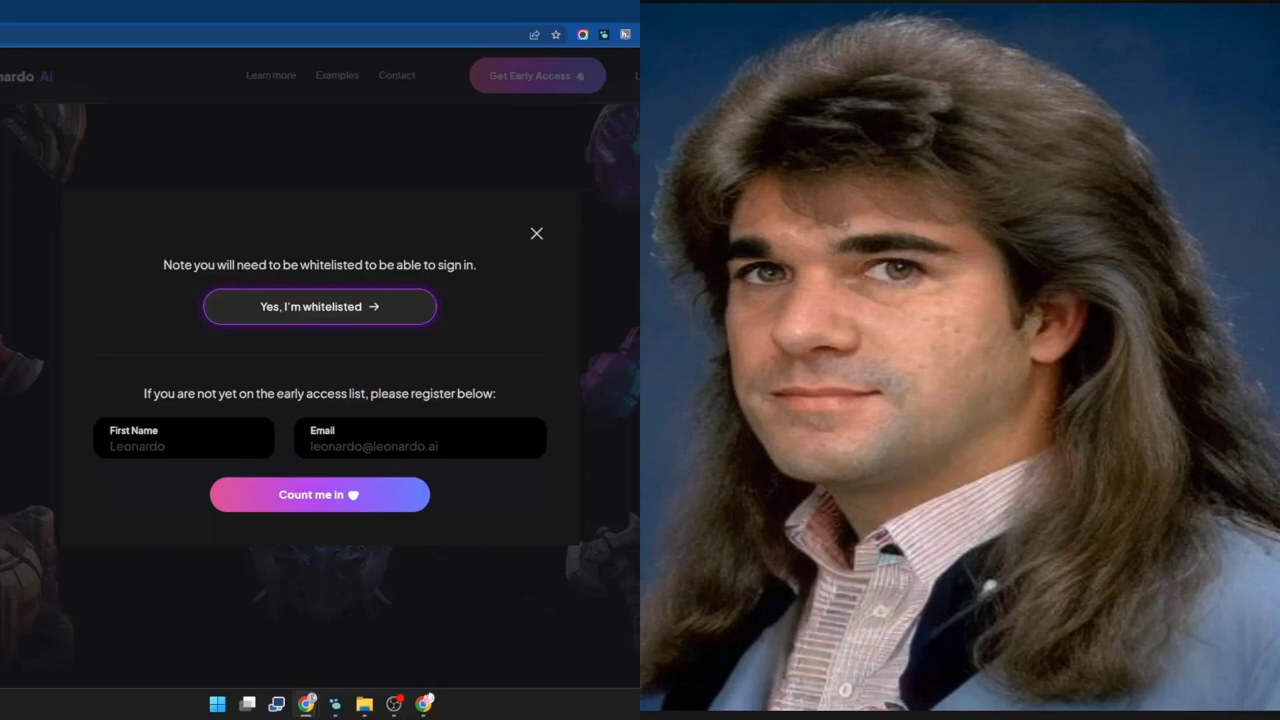 nardo Ai
Learn more
Examples
Contact
Get Early Access
Note you will need to be whitelisted to be able to sign in.
Yes, I'm whitelisted →
If you are not yet on the early access list, please register below:
First Name
Leonardo
Email
leonardo@leonardo.ai
Count me in